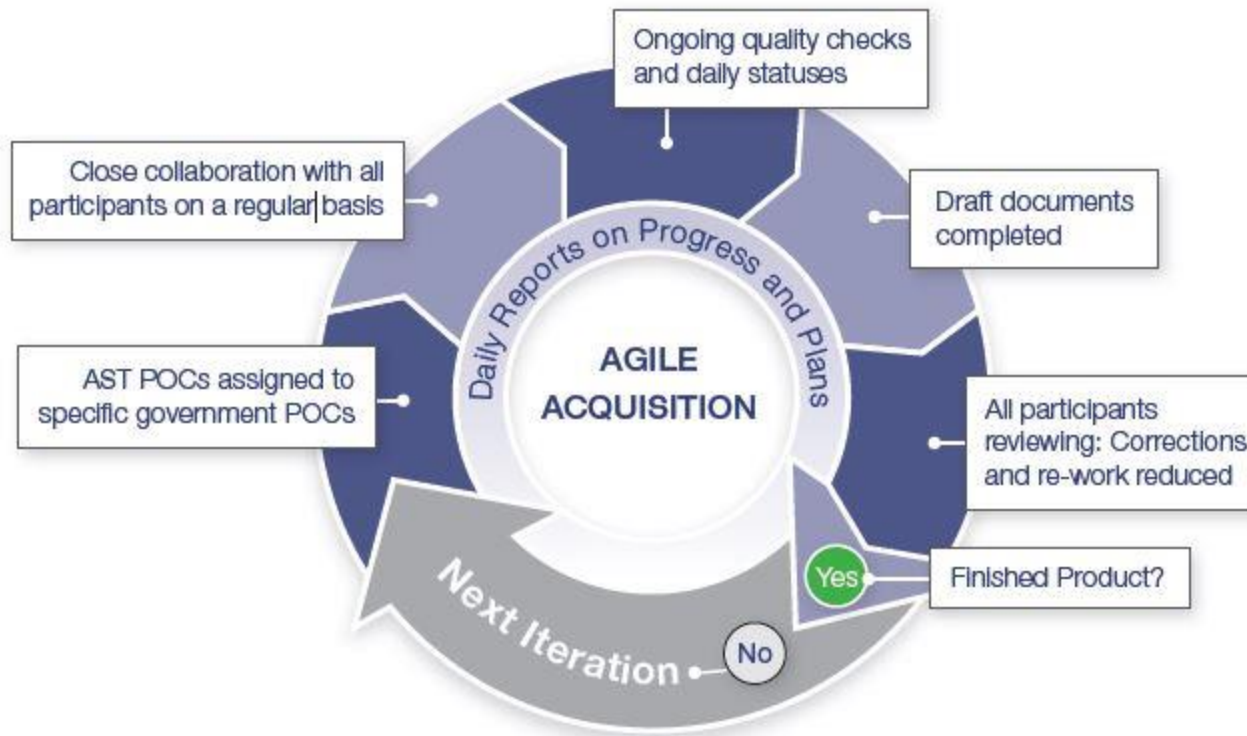 Ongoing quality checks
and daily statuses
Close collaboration with all
participants on a regular basis
Draft documents
completed
Daily Reports on Progress and Plans
AGILE
ACQUISITION
AST POCs assigned to
specific government POCs
All participants
reviewing: Corrections
and re-work reduced
Yes
Finished Product?
Next Iteration
No